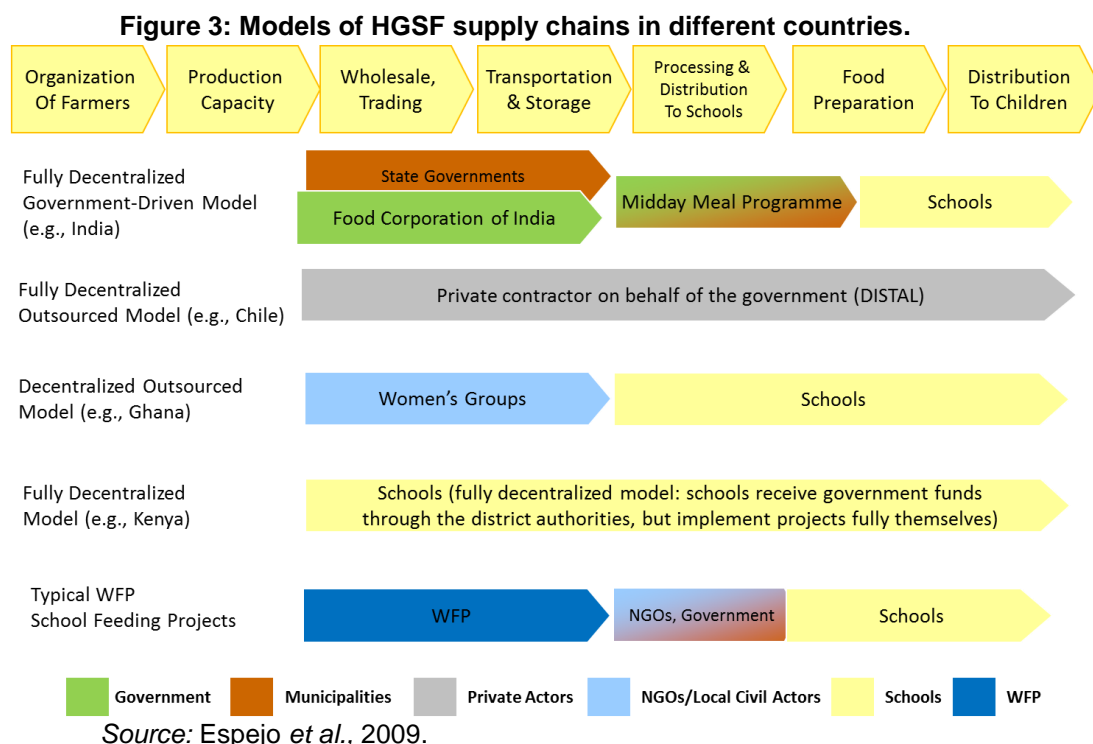 Figure 3: Models of HGSF supply chains in different countries.
Organization
Of Farmers
Production
Capacity
Wholesale,
Trading
Transportation
& Storage
Processing &
Distribution
To Schools
Food
Preparation
Distribution
To Children
Fully Decentralized
Government-Driven Model
(e.g., India)
State Governments
Food Corporation of India
Midday Meal Programme
Schools
Fully Decentralized
Outsourced Model (e.g., Chile)
Private contractor on behalf of the government (DISTAL)
Decentralized Outsourced
Model (e.g., Ghana)
Women's Groups
Schools
Fully Decentralized
Model (e.g., Kenya)
Schools (fully decentralized model: schools receive government funds
through the district authorities, but implement projects fully themselves)
Typical WFP
School Feeding Projects
WFP
NGOs, Government
Schools
Government
Municipalities
Private Actors
NGOs/Local Civil Actors
Schools
WFP
Source: Espejo et al., 2009.